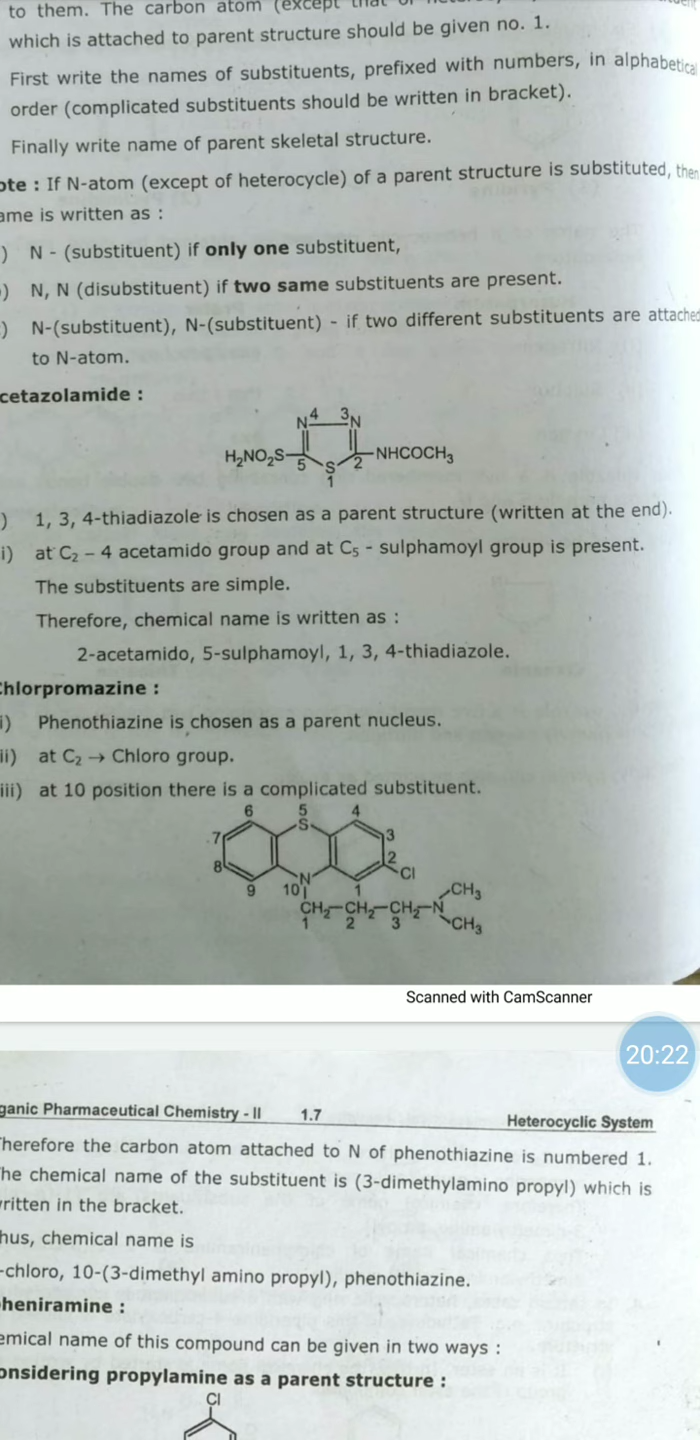 to them. The carbon atom (except
which is attached to parent structure should be given no. 1.
First write the names of substituents, prefixed with numbers, in alphabetical
order (complicated substituents should be written in bracket).
Finally write name of parent skeletal structure.
ote : If N-atom (except of heterocycle) of a parent structure is substituted, then
ame is written as :
) N - (substituent) if only one substituent,
) N, N (disubstituent) if two same substituents are present.
) N-(substituent), N-(substituent) - if two different substituents are attached
to N-atom.
cetazolamide :
N 4 3 N
H₂NO₂S 5 S 2 NHCOCH₃
1
) 1, 3, 4-thiadiazole is chosen as a parent structure (written at the end).
i) at C₂ – 4 acetamido group and at C₅ - sulphamoyl group is present.
The substituents are simple.
Therefore, chemical name is written as :
2-acetamido, 5-sulphamoyl, 1, 3, 4-thiadiazole.
Chlorpromazine :
i) Phenothiazine is chosen as a parent nucleus.
ii) at C₂ → Chloro group.
iii) at 10 position there is a complicated substituent.
6 5 4
7 S 3
8 2
N Cl
9 10 1 CH₃
CH₂–CH₂–CH₂–N
1 2 3 CH₃
Scanned with CamScanner
20:22
ganic Pharmaceutical Chemistry - II 1.7 Heterocyclic System
Therefore the carbon atom attached to N of phenothiazine is numbered 1.
he chemical name of the substituent is (3-dimethylamino propyl) which is
ritten in the bracket.
hus, chemical name is
-chloro, 10-(3-dimethyl amino propyl), phenothiazine.
heniramine :
emical name of this compound can be given in two ways :
onsidering propylamine as a parent structure :
Cl